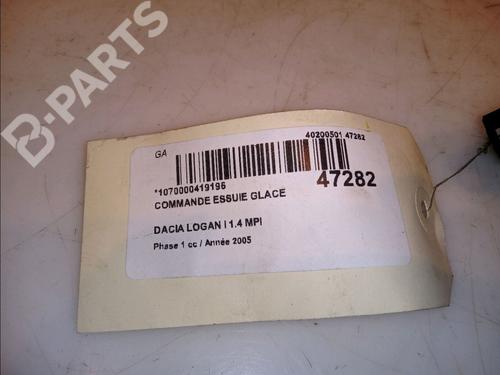 B-PARTS
GA
40200501 47282
*1070000419196
47282
COMMANDE ESSUIE GLACE
DACIA LOGAN I 1.4 MPI
Phase 1 cc / Année 2005